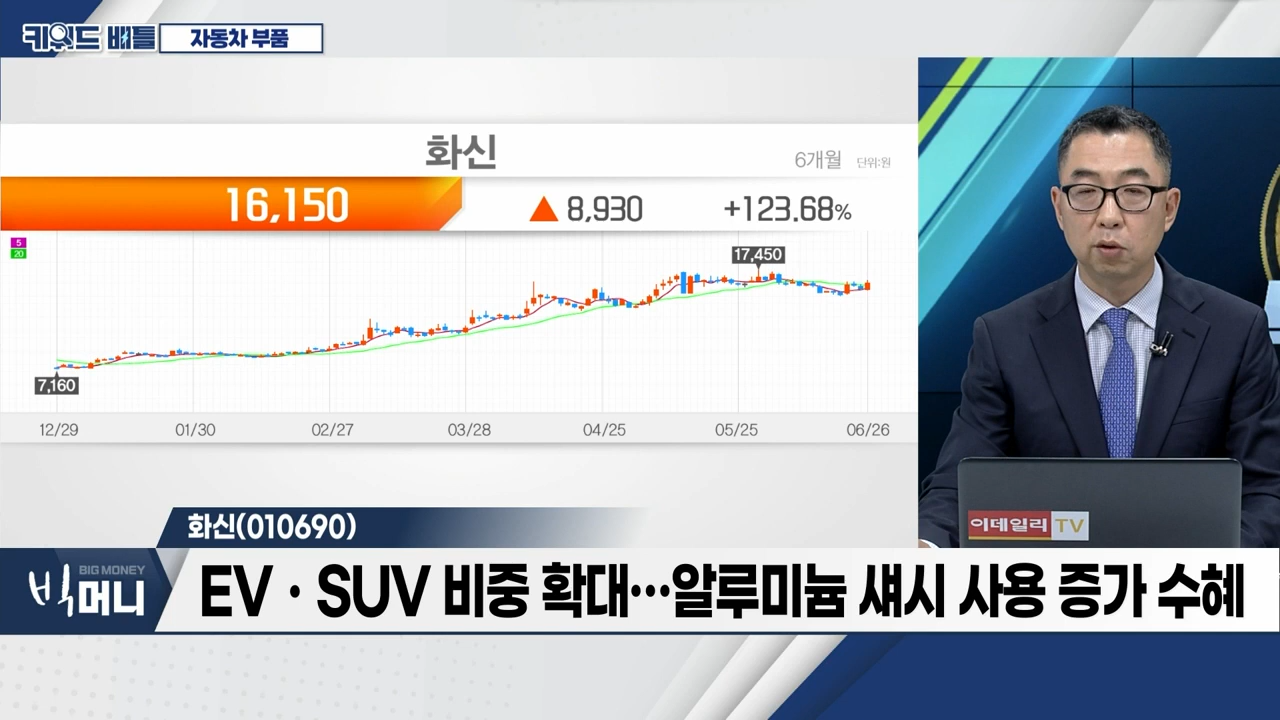 키워드 배틀
자동차 부품
화신
6개월 단위:원
16,150 ▲ 8,930 +123.68%
5
20
17,450
7,160
12/29 01/30 02/27 03/28 04/25 05/25 06/26
이데일리 TV
화신(010690)
BIG MONEY
빅머니
EV·SUV 비중 확대…알루미늄 섀시 사용 증가 수혜